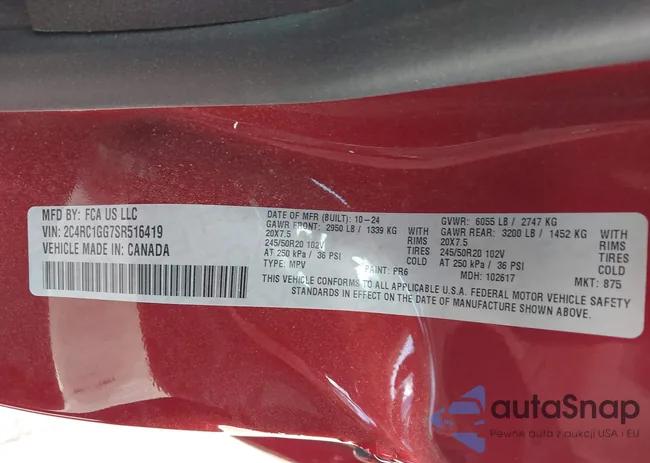 MFD BY: FCA US LLC
VIN: 2C4RC1GG7SR516419
VEHICLE MADE IN: CANADA
DATE OF MFR (BUILT): 10-24
GAWR FRONT: 2950 LB / 1339 KG WITH
20X7.5 TIRES
245/50R20 102V RIMS
AT 250 kPa / 36 PSI COLD
TYPE: MPV PAINT: PR6
GVWR: 6055 LB / 2747 KG
GAWR REAR: 3200 LB / 1452 KG WITH
20X7.5 TIRES
245/50R20 102V RIMS
AT 250 kPa / 36 PSI COLD
MDH: 102617 MKT: 875
THIS VEHICLE CONFORMS TO ALL APPLICABLE U.S.A. FEDERAL MOTOR VEHICLE SAFETY
STANDARDS IN EFFECT ON THE DATE OF MANUFACTURE SHOWN ABOVE.
autaSnap
Pewne auta z aukcji USA i EU